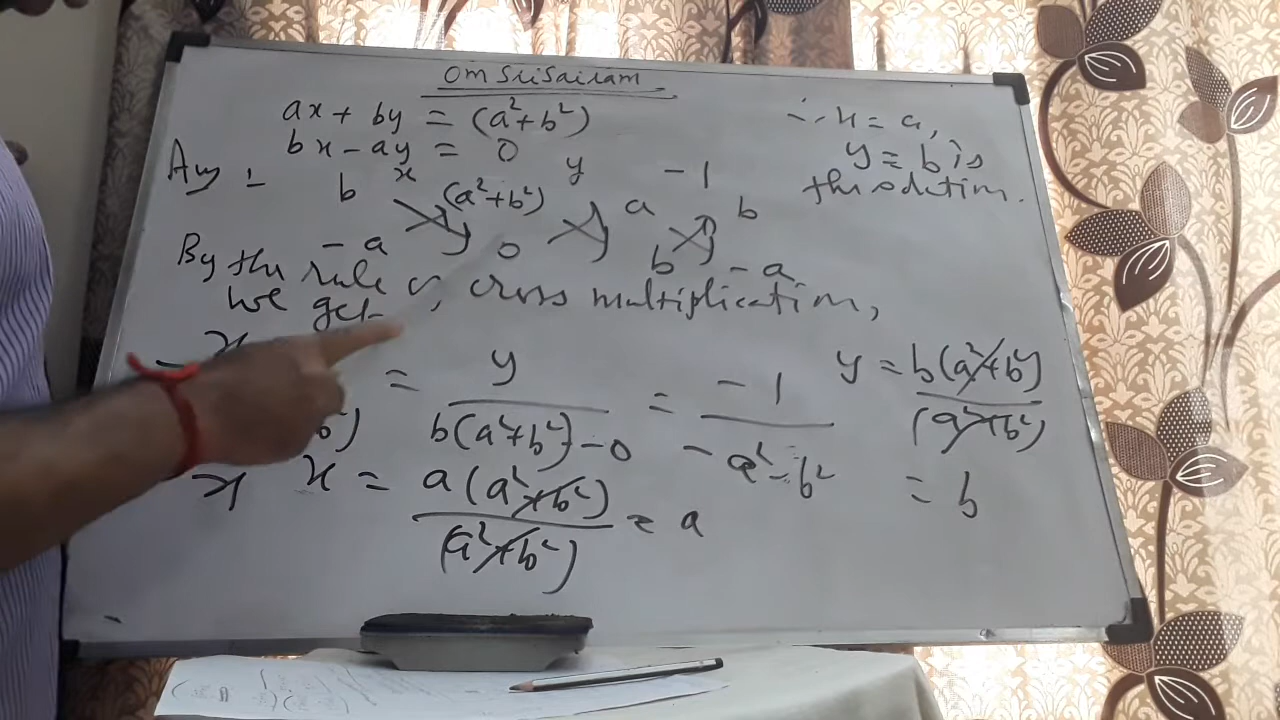 Om Sri Sairam
ax + by = (a²+b²)
bx - ay = 0
Ans :-
b x (a²+b²) y a -1 b
-a 0 b -a
By the rule of cross multiplication,
we get
x = y = -1
b) b(a²+b²)-0 -a²-b²
x x = a(a²+b²)
(a²+b²) = a
y = b(a²+b²)
(a²+b²)
= b
∴ x = a,
y = b is
the solution.